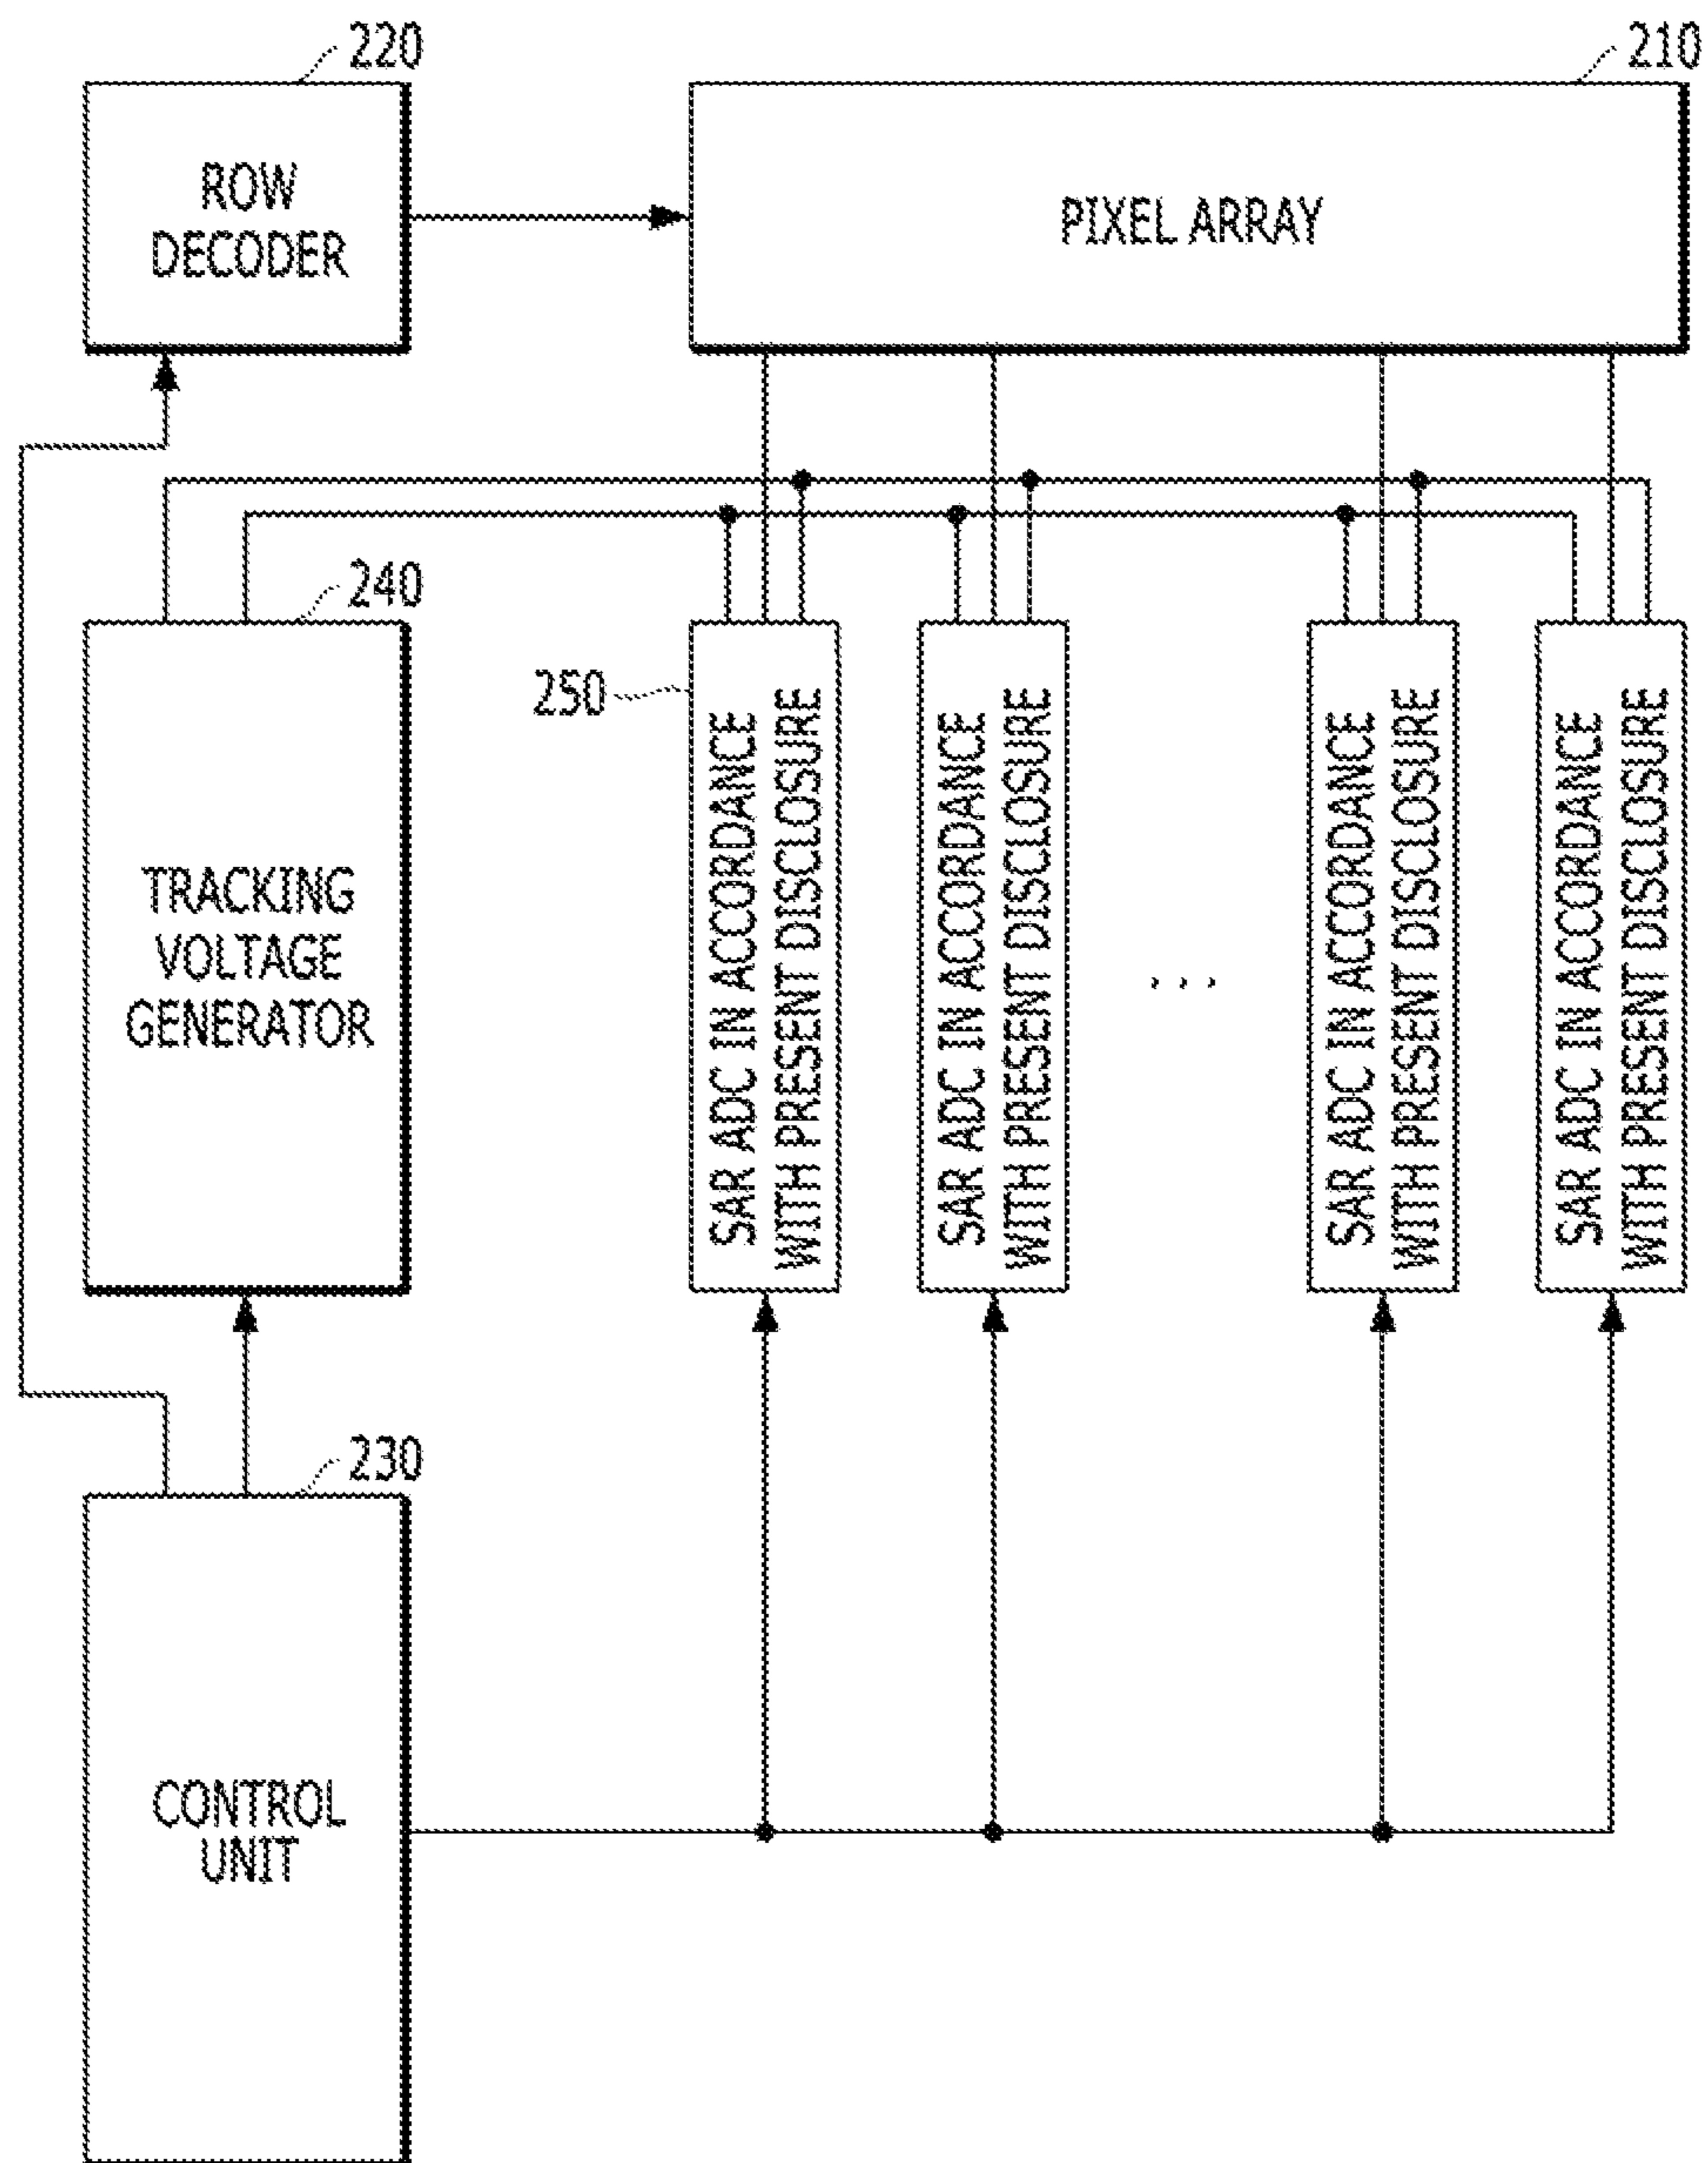 220
210
ROW
DECODER
PIXEL ARRAY
240
TRACKING
VOLTAGE
GENERATOR
250
SAR ADC IN ACCORDANCE
WITH PRESENT DISCLOSURE
SAR ADC IN ACCORDANCE
WITH PRESENT DISCLOSURE
. . .
SAR ADC IN ACCORDANCE
WITH PRESENT DISCLOSURE
SAR ADC IN ACCORDANCE
WITH PRESENT DISCLOSURE
230
CONTROL
UNIT